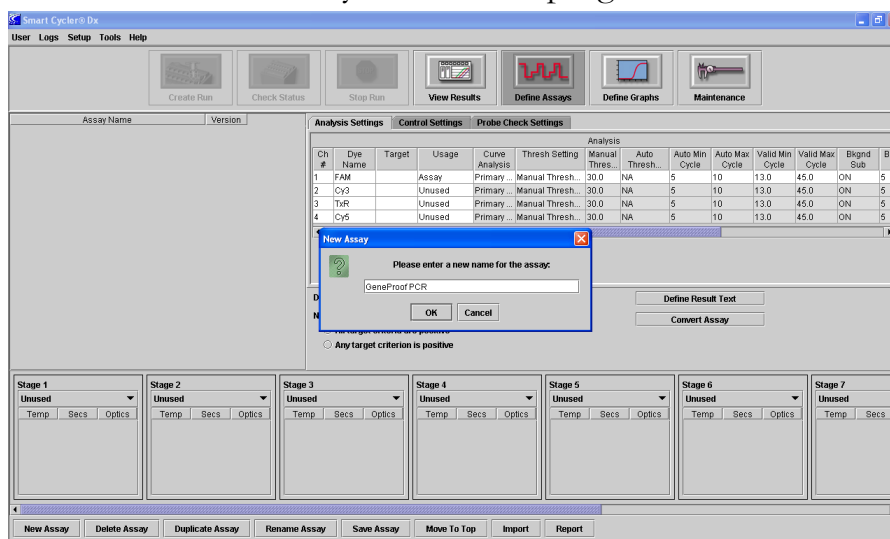 Smart Cycler® Dx
User Logs Setup Tools Help
Create Run Check Status Stop Run View Results Define Assays Define Graphs Maintenance
Assay Name Version
Analysis Settings Control Settings Probe Check Settings
Analysis
Ch # Dye Name Target Usage Curve Analysis Thresh Setting Manual Thres... Auto Thresh... Auto Min Cycle Auto Max Cycle Valid Min Cycle Valid Max Cycle Bkgnd Sub B
1 FAM Assay Primary ... Manual Thresh... 30.0 NA 5 10 13.0 45.0 ON 5
2 Cy3 Unused Primary ... Manual Thresh... 30.0 NA 5 10 13.0 45.0 ON 5
3 TxR Unused Primary ... Manual Thresh... 30.0 NA 5 10 13.0 45.0 ON 5
4 Cy5 Unused Primary ... Manual Thresh... 30.0 NA 5 10 13.0 45.0 ON 5
New Assay
Please enter a new name for the assay:
GeneProof PCR
OK Cancel
Define Result Text
Convert Assay
Any target criterion is positive
Stage 1 Stage 2 Stage 3 Stage 4 Stage 5 Stage 6 Stage 7
Unused Unused Unused Unused Unused Unused Unused
Temp Secs Optics Temp Secs Optics Temp Secs Optics Temp Secs Optics Temp Secs Optics Temp Secs Optics Temp Secs
New Assay Delete Assay Duplicate Assay Rename Assay Save Assay Move To Top Import Report